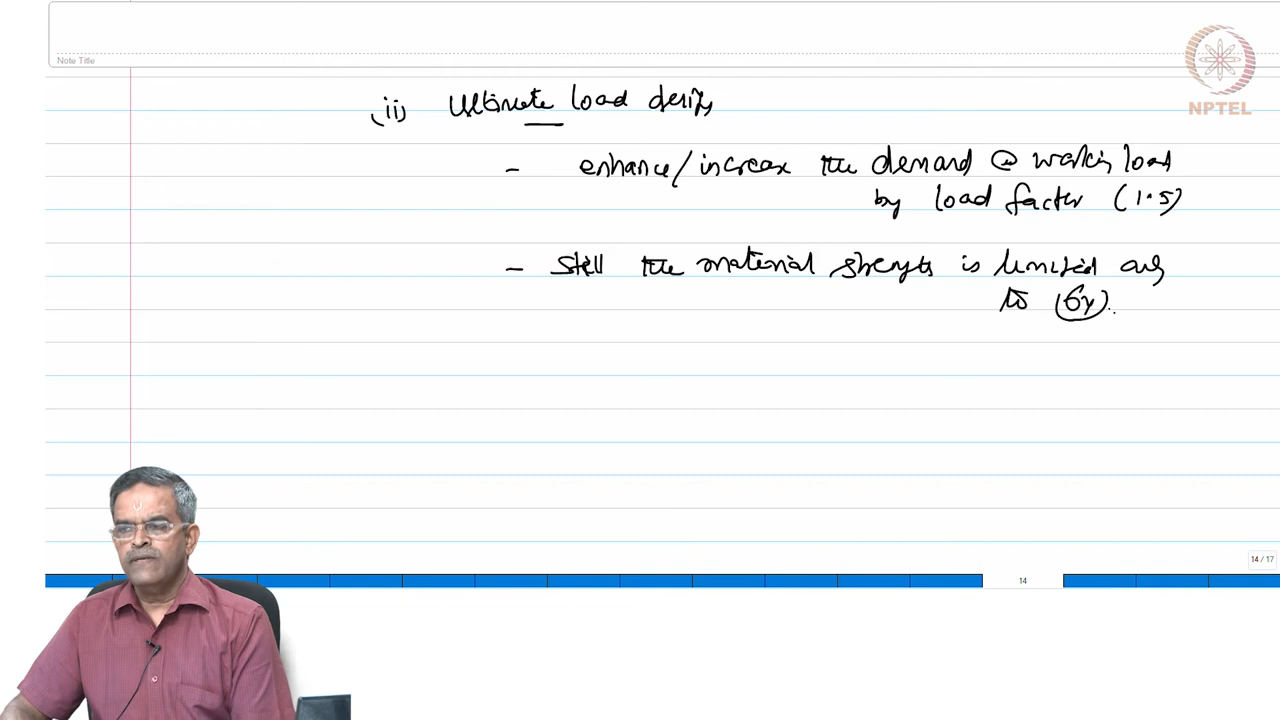 Note Title
NPTEL
(ii) Ultimate load design
- enhance/increase the demand @ working load
by load factor (1.5)
- still the material strength is limited only
to (σy).
14 / 17
14